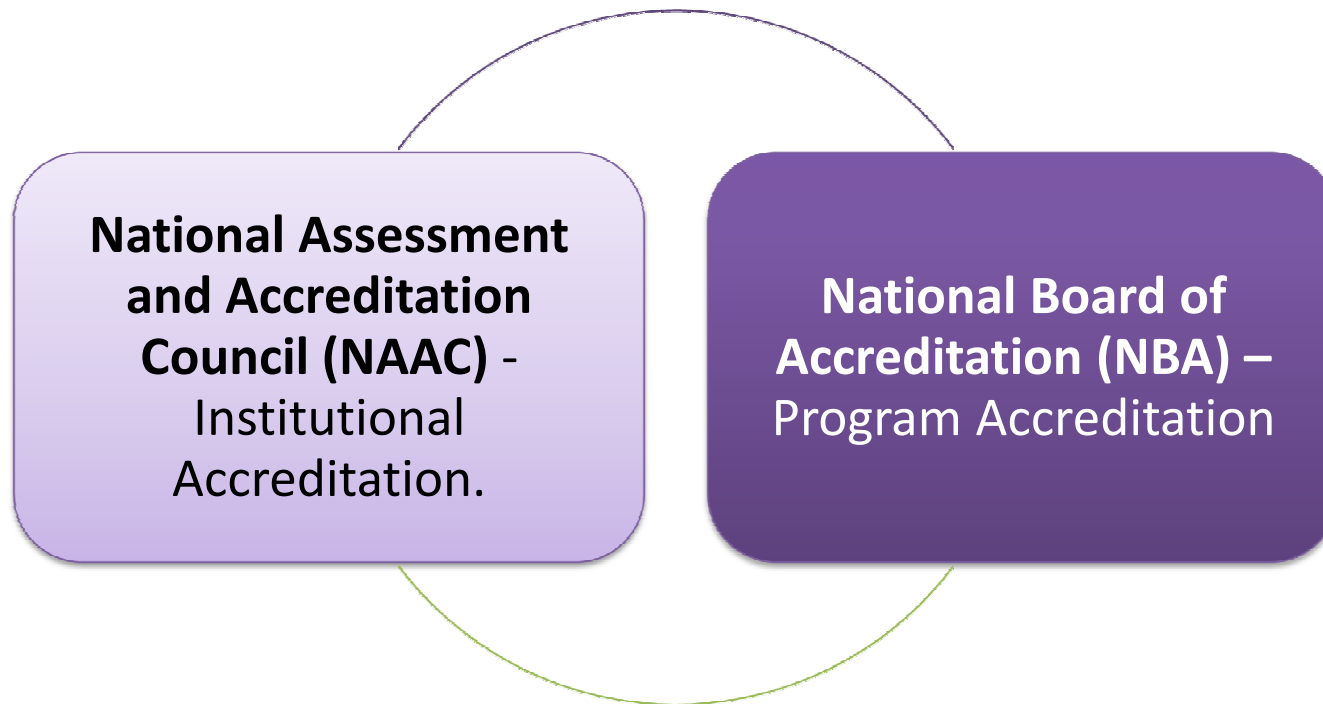 National Assessment
and Accreditation
Council (NAAC) -
Institutional
Accreditation.
National Board of
Accreditation (NBA) –
Program Accreditation